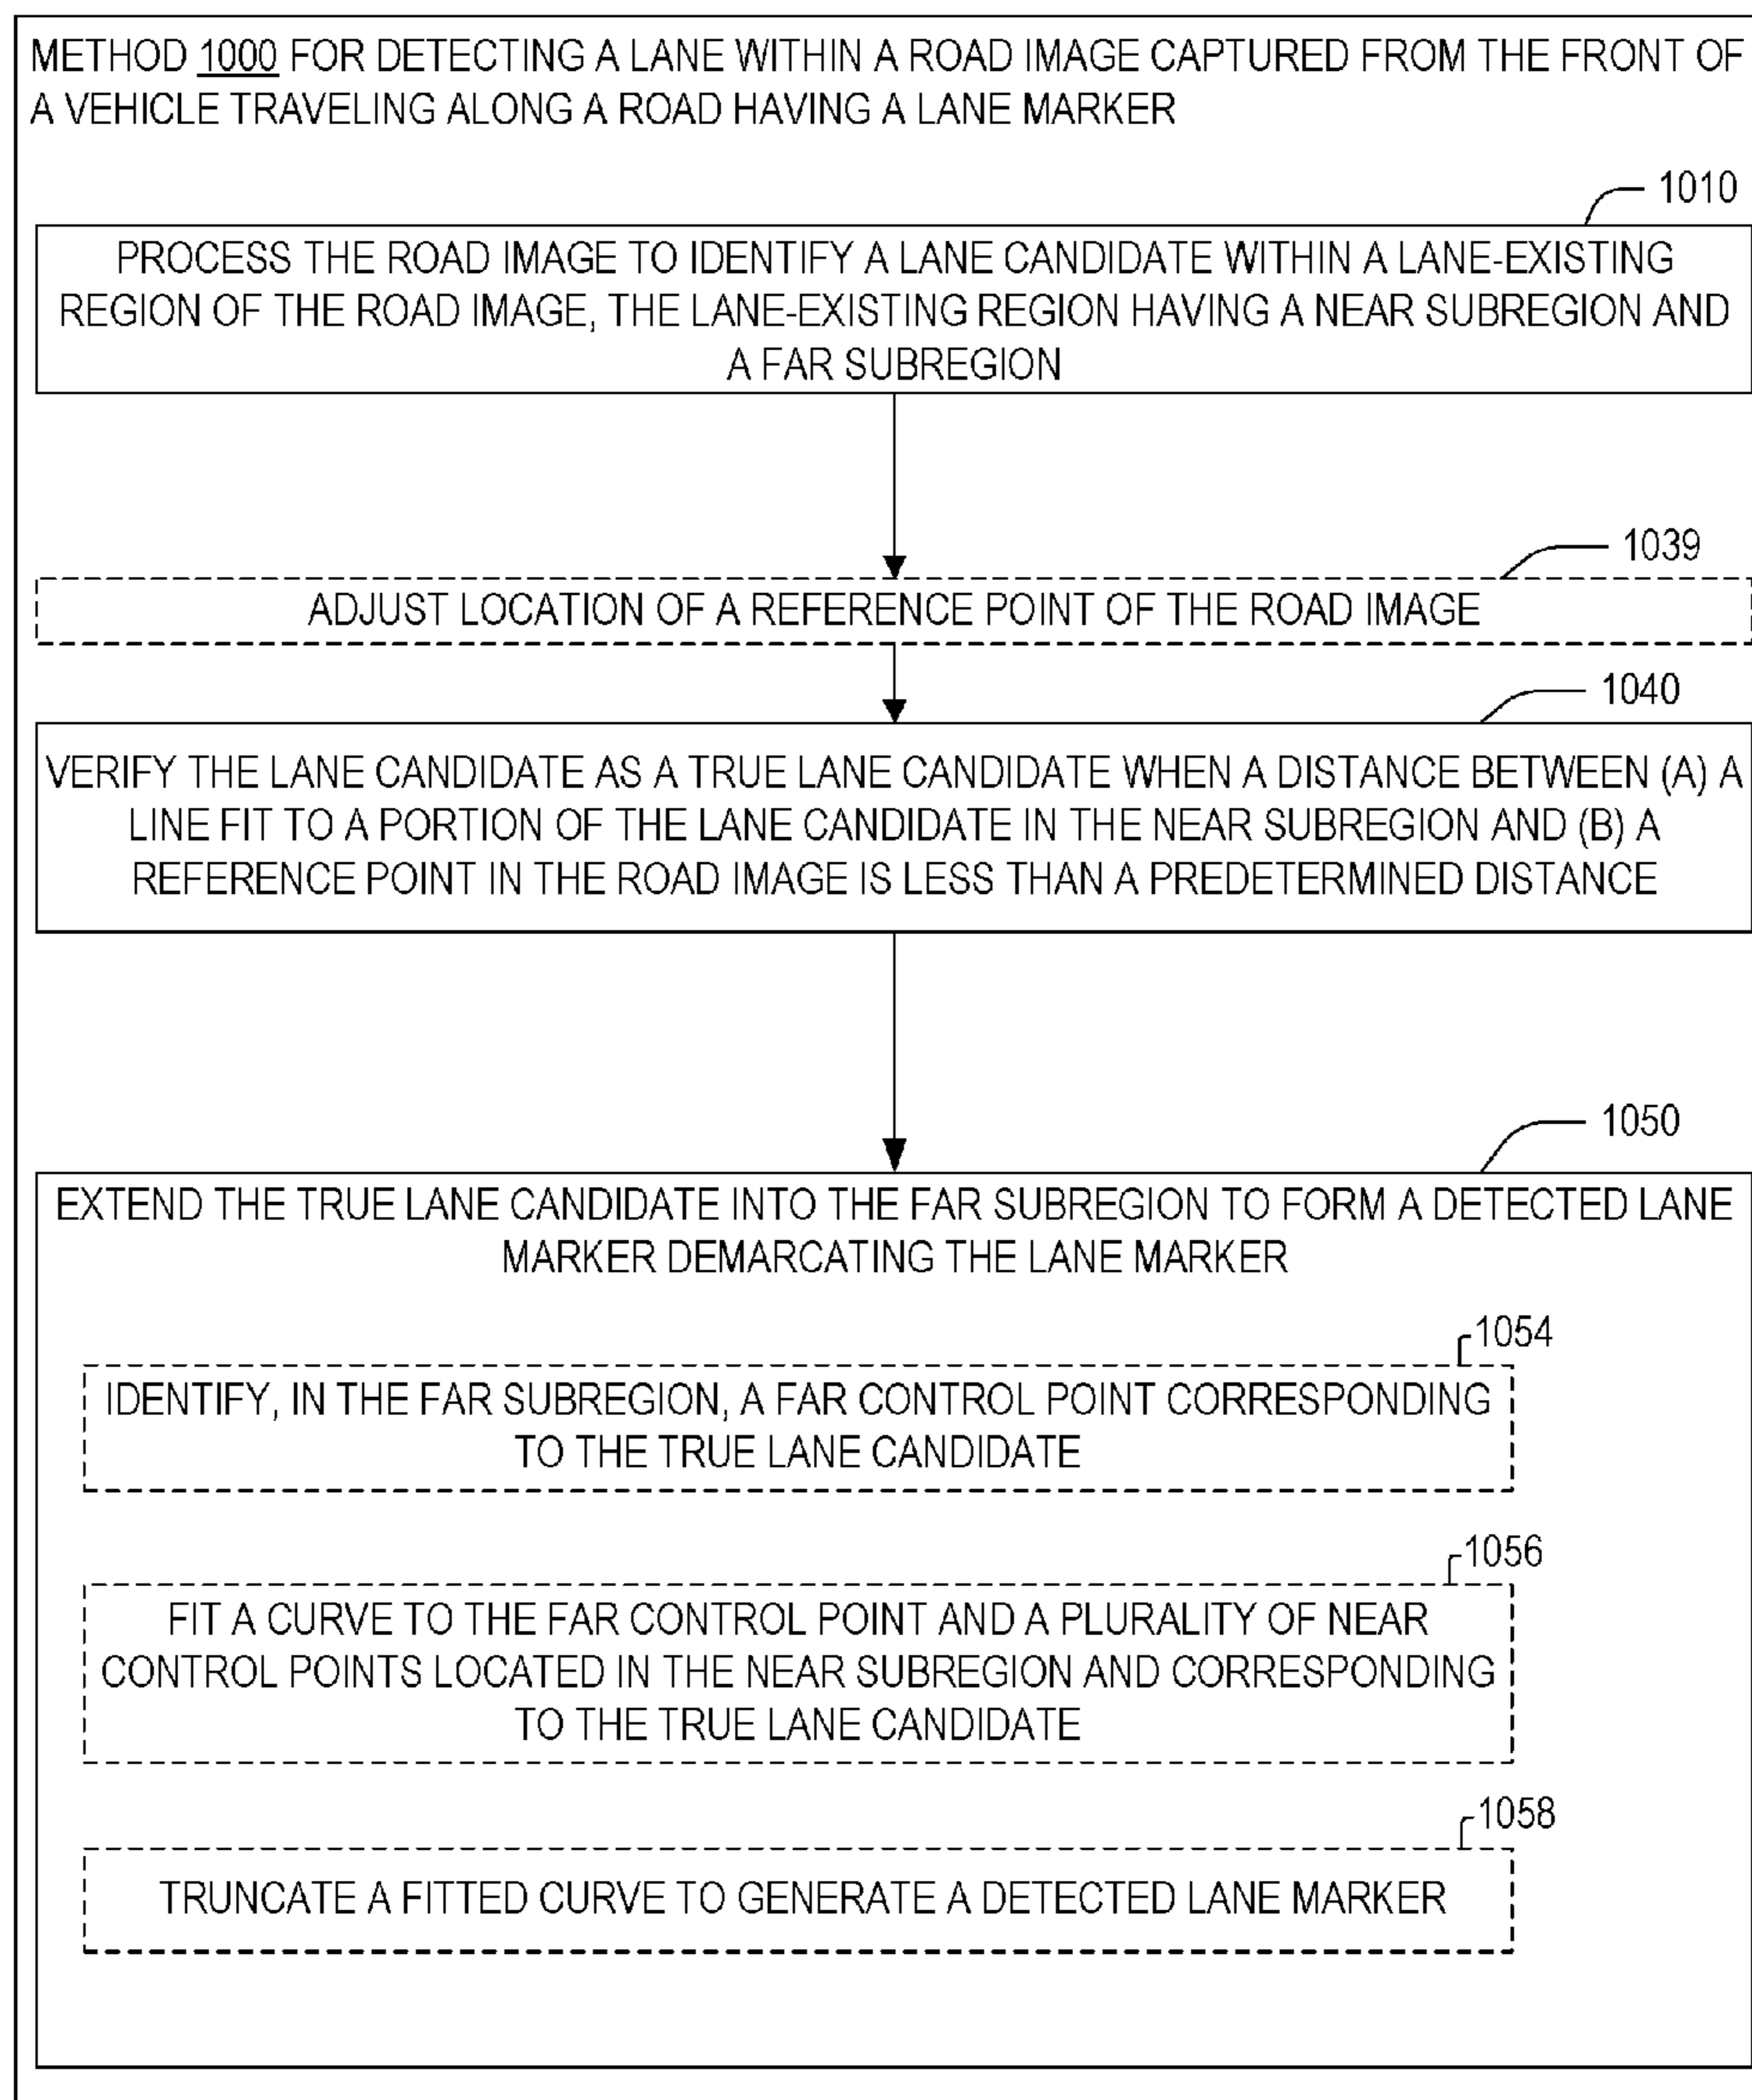 METHOD 1000 FOR DETECTING A LANE WITHIN A ROAD IMAGE CAPTURED FROM THE FRONT OF
A VEHICLE TRAVELING ALONG A ROAD HAVING A LANE MARKER
1010
PROCESS THE ROAD IMAGE TO IDENTIFY A LANE CANDIDATE WITHIN A LANE-EXISTING
REGION OF THE ROAD IMAGE, THE LANE-EXISTING REGION HAVING A NEAR SUBREGION AND
A FAR SUBREGION
1039
ADJUST LOCATION OF A REFERENCE POINT OF THE ROAD IMAGE
1040
VERIFY THE LANE CANDIDATE AS A TRUE LANE CANDIDATE WHEN A DISTANCE BETWEEN (A) A
LINE FIT TO A PORTION OF THE LANE CANDIDATE IN THE NEAR SUBREGION AND (B) A
REFERENCE POINT IN THE ROAD IMAGE IS LESS THAN A PREDETERMINED DISTANCE
1050
EXTEND THE TRUE LANE CANDIDATE INTO THE FAR SUBREGION TO FORM A DETECTED LANE
MARKER DEMARCATING THE LANE MARKER
1054
IDENTIFY, IN THE FAR SUBREGION, A FAR CONTROL POINT CORRESPONDING
TO THE TRUE LANE CANDIDATE
1056
FIT A CURVE TO THE FAR CONTROL POINT AND A PLURALITY OF NEAR
CONTROL POINTS LOCATED IN THE NEAR SUBREGION AND CORRESPONDING
TO THE TRUE LANE CANDIDATE
1058
TRUNCATE A FITTED CURVE TO GENERATE A DETECTED LANE MARKER